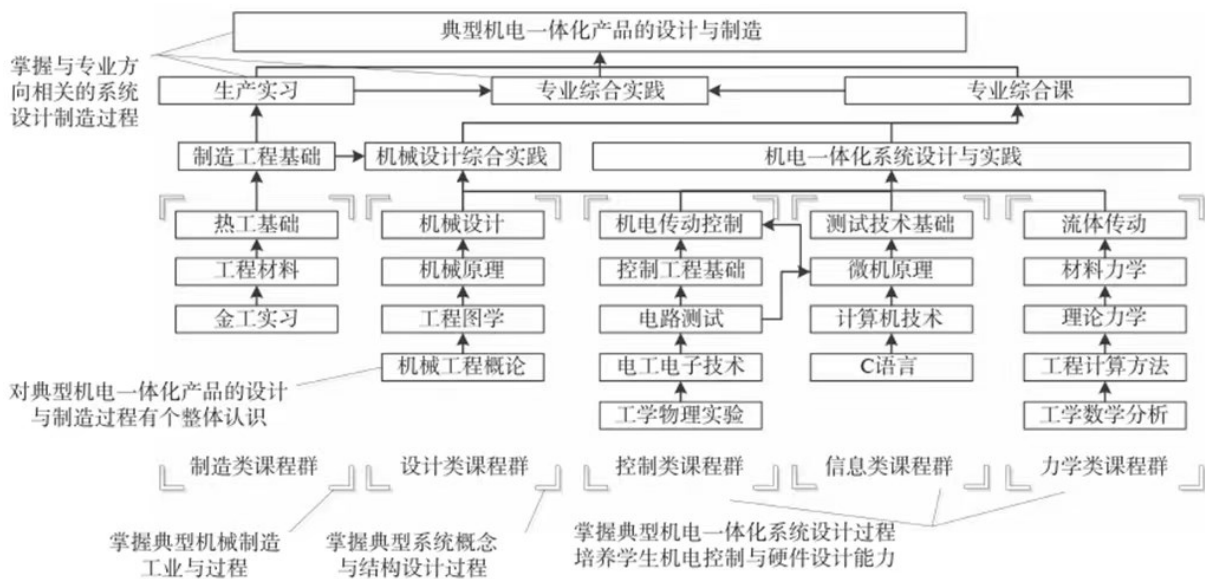 典型机电一体化产品的设计与制造
掌握与专业方
向相关的系统
设计制造过程
生产实习
专业综合实践
专业综合课
制造工程基础
机械设计综合实践
机电一体化系统设计与实践
热工基础
机械设计
机电传动控制
测试技术基础
流体传动
工程材料
机械原理
控制工程基础
微机原理
材料力学
金工实习
工程图学
电路测试
计算机技术
理论力学
机械工程概论
电工电子技术
C语言
工程计算方法
对典型机电一体化产品的设计
与制造过程有个整体认识
工学物理实验
工学数学分析
制造类课程群
设计类课程群
控制类课程群
信息类课程群
力学类课程群
掌握典型机械制造
工业与过程
掌握典型系统概念
与结构设计过程
掌握典型机电一体化系统设计过程
培养学生机电控制与硬件设计能力